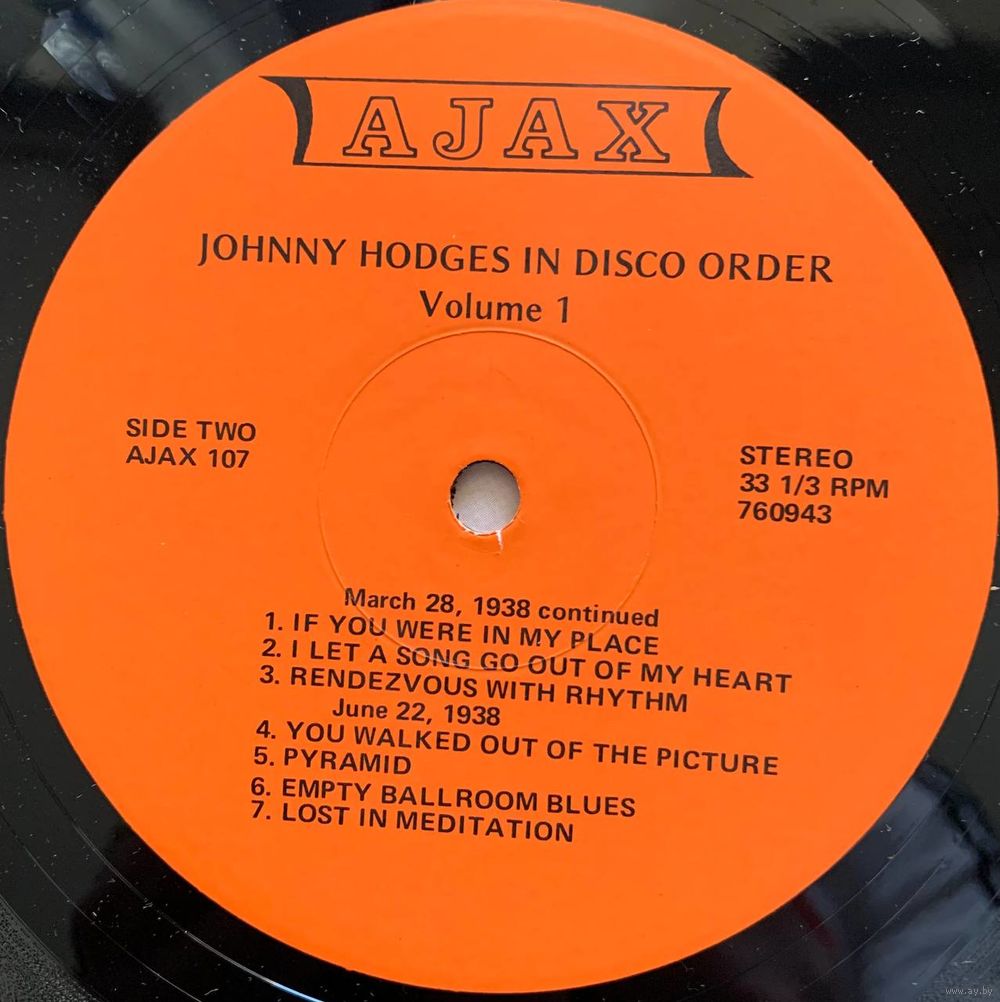 AJAX
JOHNNY HODGES IN DISCO ORDER
Volume 1
SIDE TWO
AJAX 107
STEREO
33 1/3 RPM
760943
March 28, 1938 continued
1. IF YOU WERE IN MY PLACE
2. I LET A SONG GO OUT OF MY HEART
3. RENDEZVOUS WITH RHYTHM
June 22, 1938
4. YOU WALKED OUT OF THE PICTURE
5. PYRAMID
6. EMPTY BALLROOM BLUES
7. LOST IN MEDITATION
www.ay.by